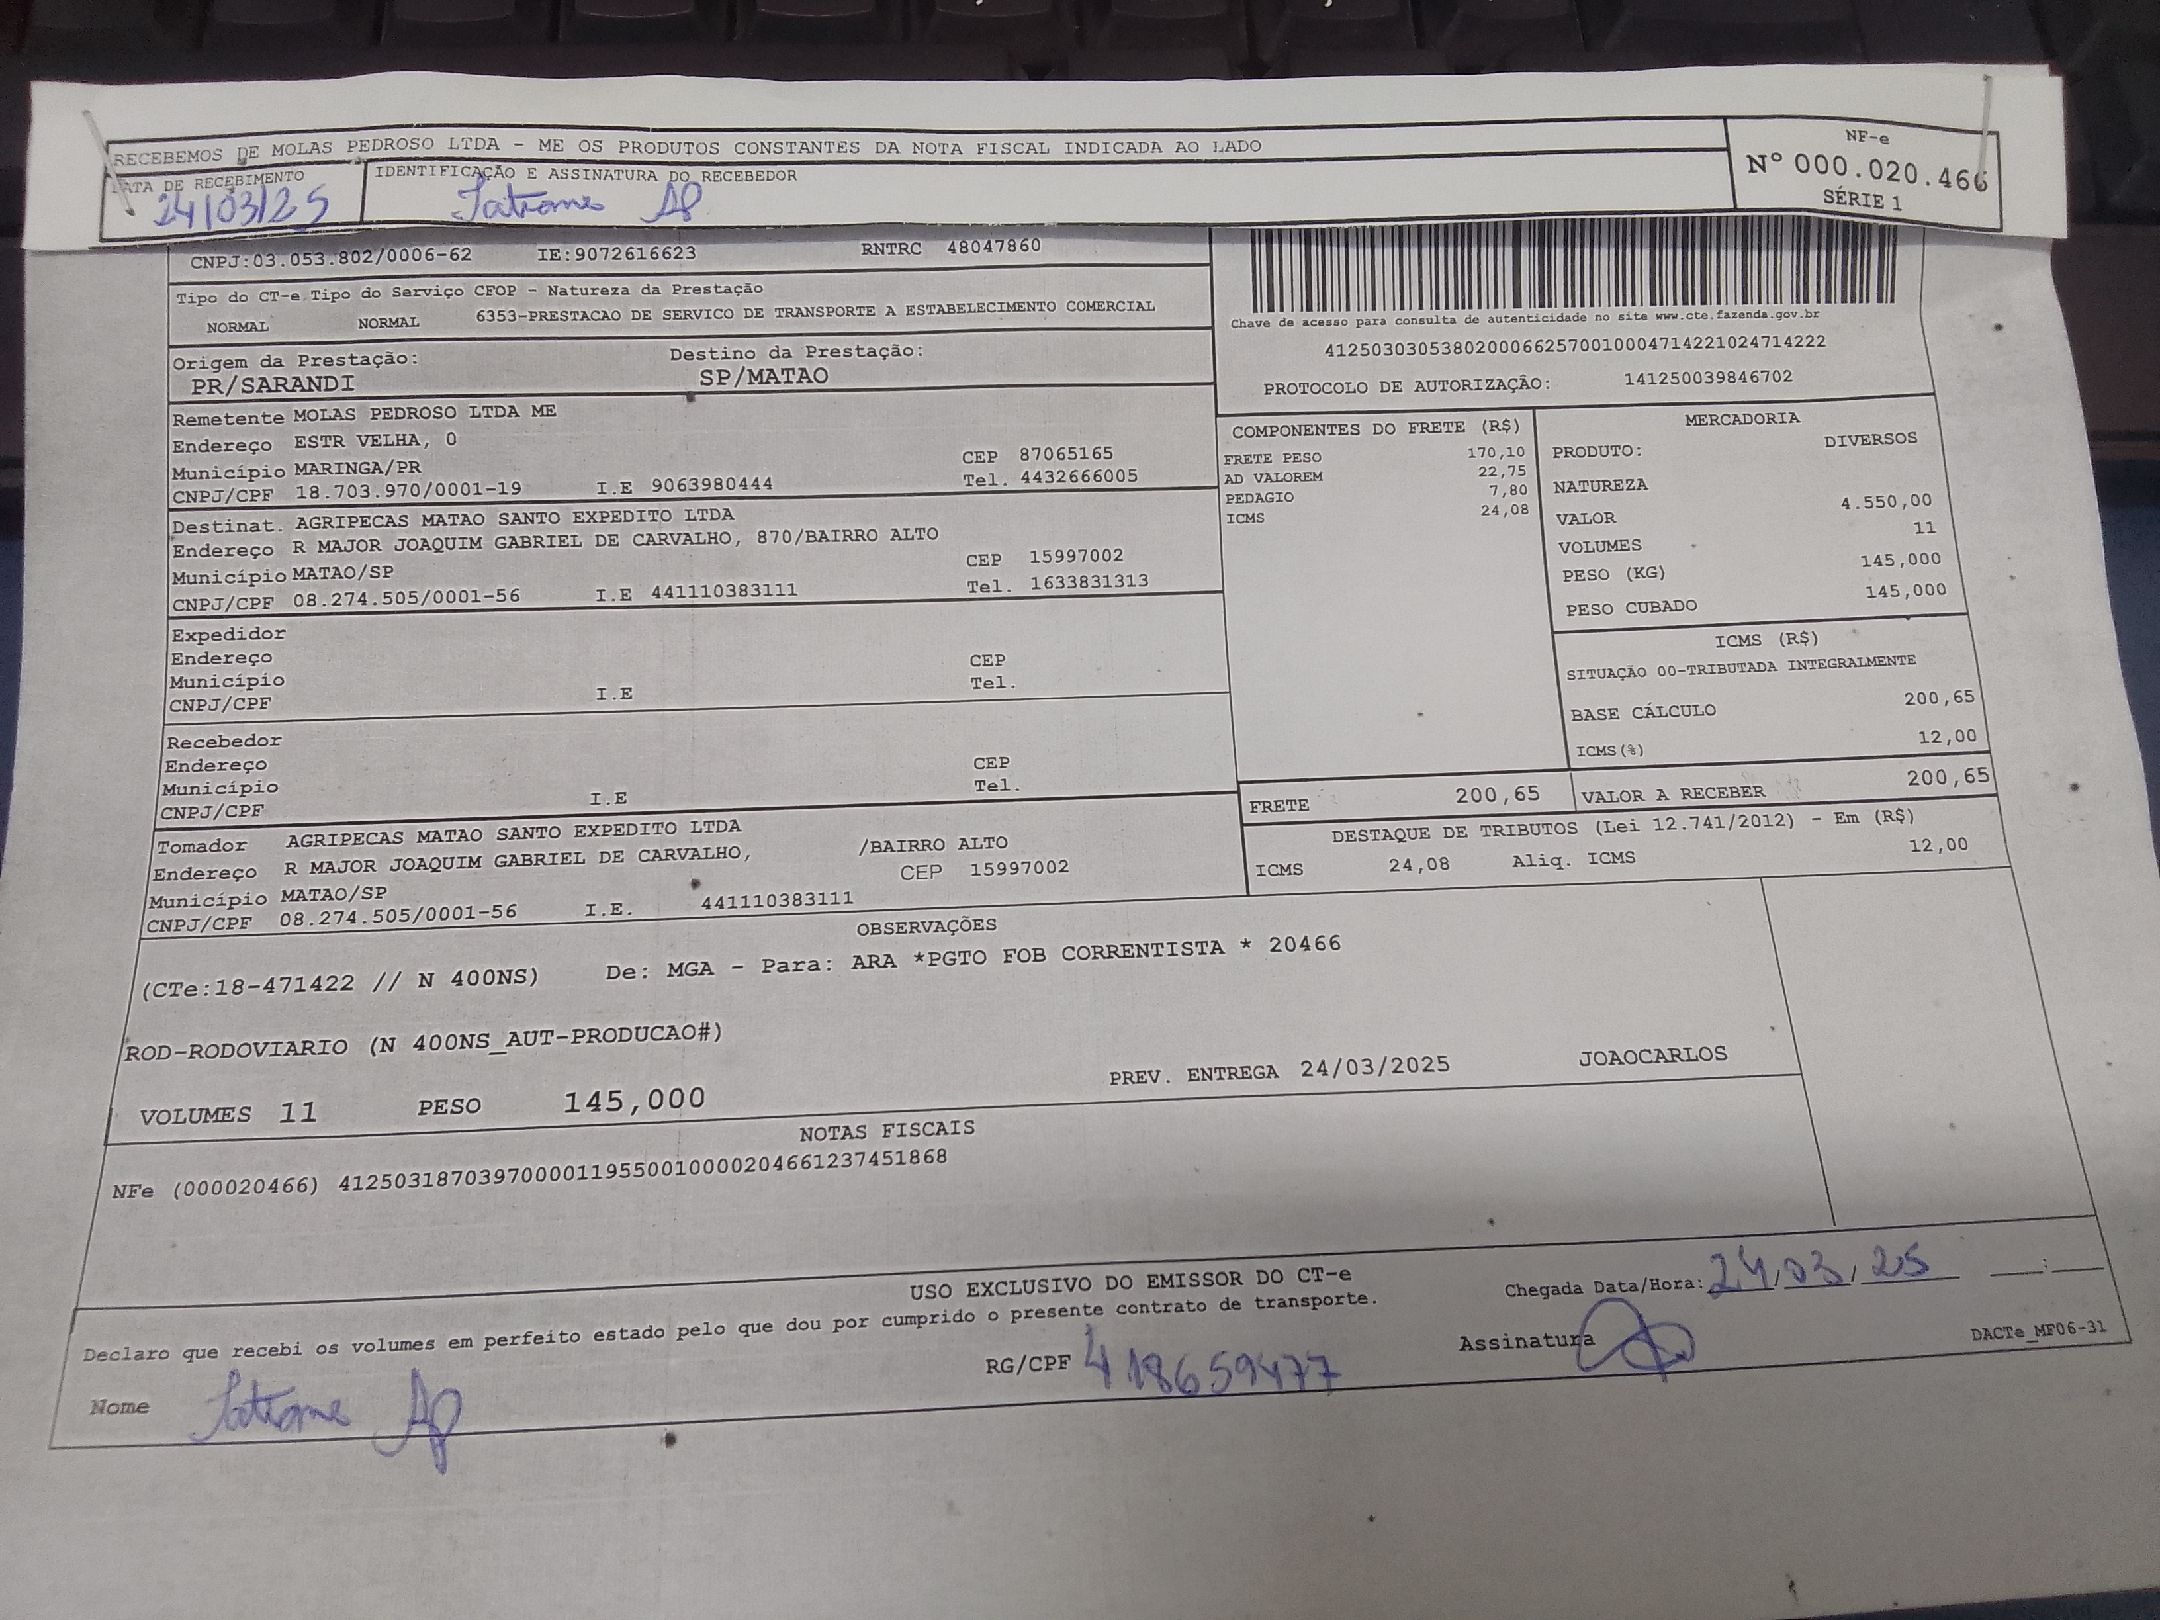 RECEBEMOS DE MOLAS PEDROSO LTDA - ME OS PRODUTOS CONSTANTES DA NOTA FISCAL INDICADA AO LADO
DATA DE RECEBIMENTO
24/03/25
IDENTIFICAÇÃO E ASSINATURA DO RECEBEDOR
Tatiane Ap
NF-e
Nº 000.020.466
SÉRIE 1
CNPJ:03.053.802/0006-62 IE:9072616623 RNTRC 48047860
Tipo do CT-e Tipo do Serviço CFOP - Natureza da Prestação
NORMAL NORMAL 6353-PRESTACAO DE SERVICO DE TRANSPORTE A ESTABELECIMENTO COMERCIAL
Origem da Prestação: Destino da Prestação:
PR/SARANDI SP/MATAO
Remetente MOLAS PEDROSO LTDA ME
Endereço ESTR VELHA, 0
Município MARINGA/PR CEP 87065165
CNPJ/CPF 18.703.970/0001-19 I.E 9063980444 Tel. 4432666005
Destinat. AGRIPECAS MATAO SANTO EXPEDITO LTDA
Endereço R MAJOR JOAQUIM GABRIEL DE CARVALHO, 870/BAIRRO ALTO
Município MATAO/SP CEP 15997002
CNPJ/CPF 08.274.505/0001-56 I.E 441110383111 Tel. 1633831313
Expedidor
Endereço CEP
Município Tel.
CNPJ/CPF I.E
Recebedor
Endereço CEP
Município Tel.
CNPJ/CPF I.E
Tomador AGRIPECAS MATAO SANTO EXPEDITO LTDA
Endereço R MAJOR JOAQUIM GABRIEL DE CARVALHO, /BAIRRO ALTO
Município MATAO/SP CEP 15997002
CNPJ/CPF 08.274.505/0001-56 I.E. 441110383111
Chave de acesso para consulta de autenticidade no site www.cte.fazenda.gov.br
41250303053802000662570010004714221024714222
PROTOCOLO DE AUTORIZAÇÃO: 141250039846702
COMPONENTES DO FRETE (R$)
FRETE PESO 170,10
AD VALOREM 22,75
PEDAGIO 7,80
ICMS 24,08
MERCADORIA
PRODUTO: DIVERSOS
NATUREZA
VALOR 4.550,00
VOLUMES 11
PESO (KG) 145,000
PESO CUBADO 145,000
ICMS (R$)
SITUAÇÃO 00-TRIBUTADA INTEGRALMENTE
BASE CÁLCULO 200,65
ICMS(%) 12,00
FRETE 200,65 VALOR A RECEBER 200,65
DESTAQUE DE TRIBUTOS (Lei 12.741/2012) - Em (R$)
ICMS 24,08 Aliq. ICMS 12,00
OBSERVAÇÕES
(CTe:18-471422 // N 400NS) De: MGA - Para: ARA *PGTO FOB CORRENTISTA * 20466
ROD-RODOVIARIO (N 400NS_AUT-PRODUCAO#)
VOLUMES 11 PESO 145,000 PREV. ENTREGA 24/03/2025 JOAOCARLOS
NOTAS FISCAIS
NFe (000020466) 41250318703970000119550010000204661237451868
USO EXCLUSIVO DO EMISSOR DO CT-e
Declaro que recebi os volumes em perfeito estado pelo que dou por cumprido o presente contrato de transporte.
Chegada Data/Hora: 24/03/25 __:__
Nome Tatiane Ap RG/CPF 418659477 Assinatura
DACTe_MF06-31